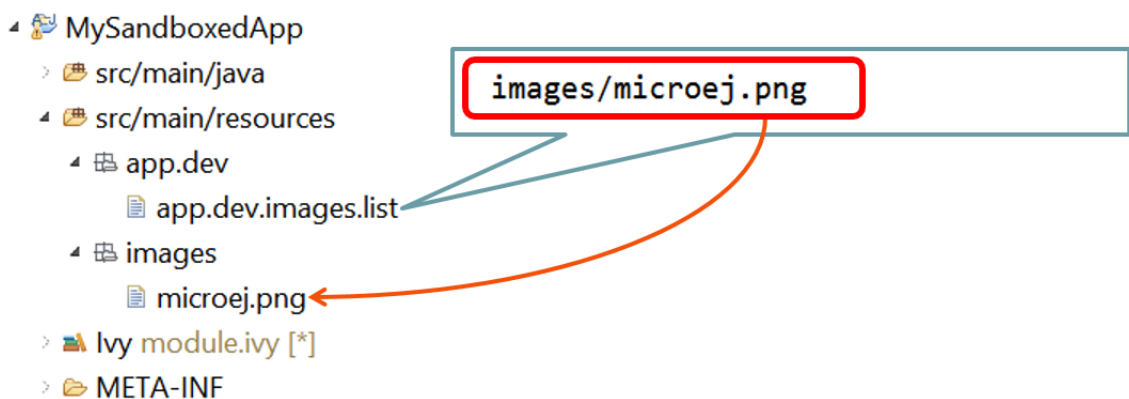 MySandboxedApp
src/main/java
images/microej.png
src/main/resources
app.dev
app.dev.images.list
images
microej.png
Ivy module.ivy [*]
META-INF